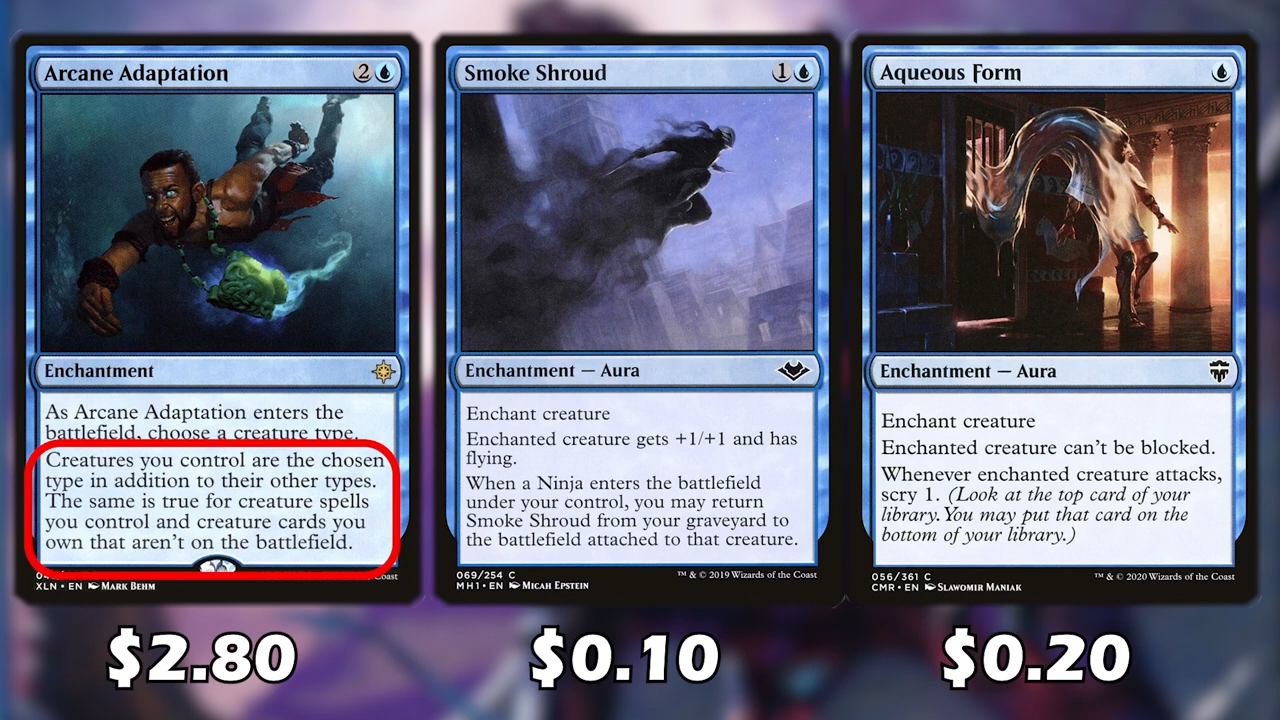 Arcane Adaptation 2
Enchantment
As Arcane Adaptation enters the
battlefield, choose a creature type.
Creatures you control are the chosen
type in addition to their other types.
The same is true for creature spells
you control and creature cards you
own that aren't on the battlefield.
XLN • EN MARK BEHM
Coast
$2.80
Smoke Shroud 1
Enchantment — Aura
Enchant creature
Enchanted creature gets +1/+1 and has
flying.
When a Ninja enters the battlefield
under your control, you may return
Smoke Shroud from your graveyard to
the battlefield attached to that creature.
069/254 C
MH1 • EN MICAH EPSTEIN
™ & © 2019 Wizards of the Coast
$0.10
Aqueous Form
Enchantment — Aura
Enchant creature
Enchanted creature can't be blocked.
Whenever enchanted creature attacks,
scry 1. (Look at the top card of your
library. You may put that card on the
bottom of your library.)
056/361 C
CMR • EN SLAWOMIR MANIAK
™ & © 2020 Wizards of the Coast
$0.20